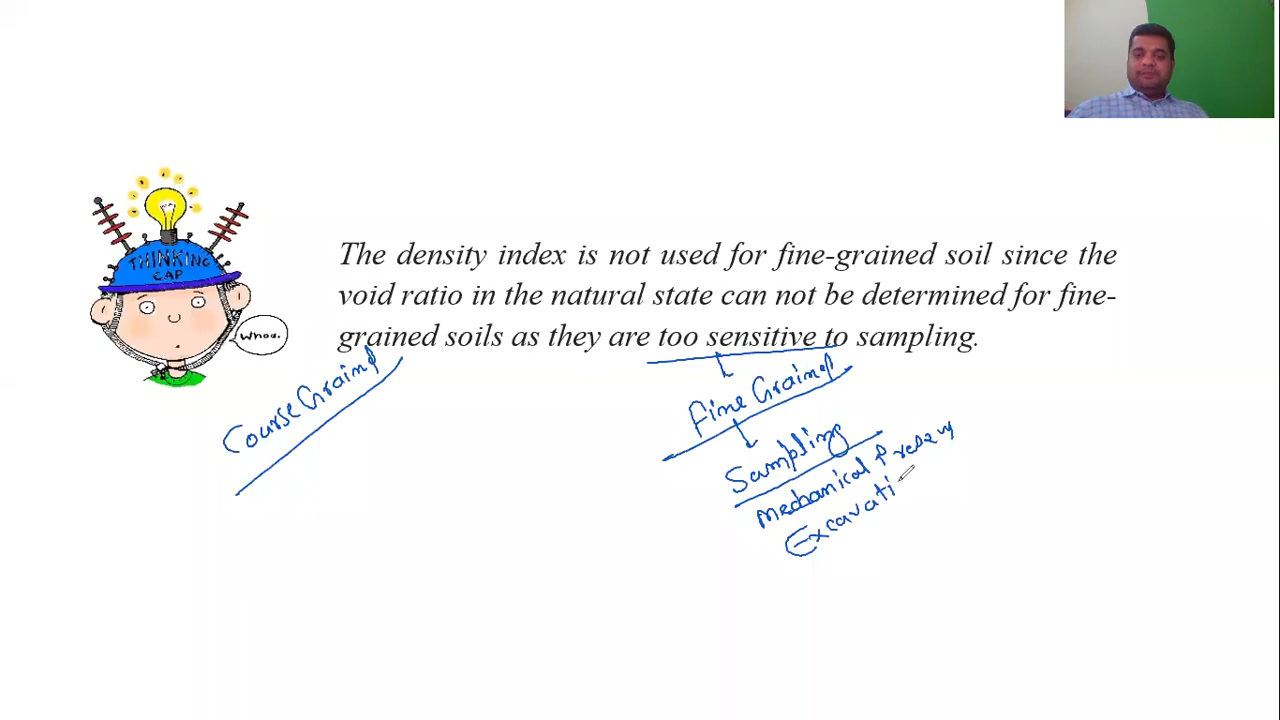 THINKING
CAP
Whoa.
The density index is not used for fine-grained soil since the
void ratio in the natural state can not be determined for fine-
grained soils as they are too sensitive to sampling.
Course Grained
Fine Grained
Sampling
Mechanical
Excavati